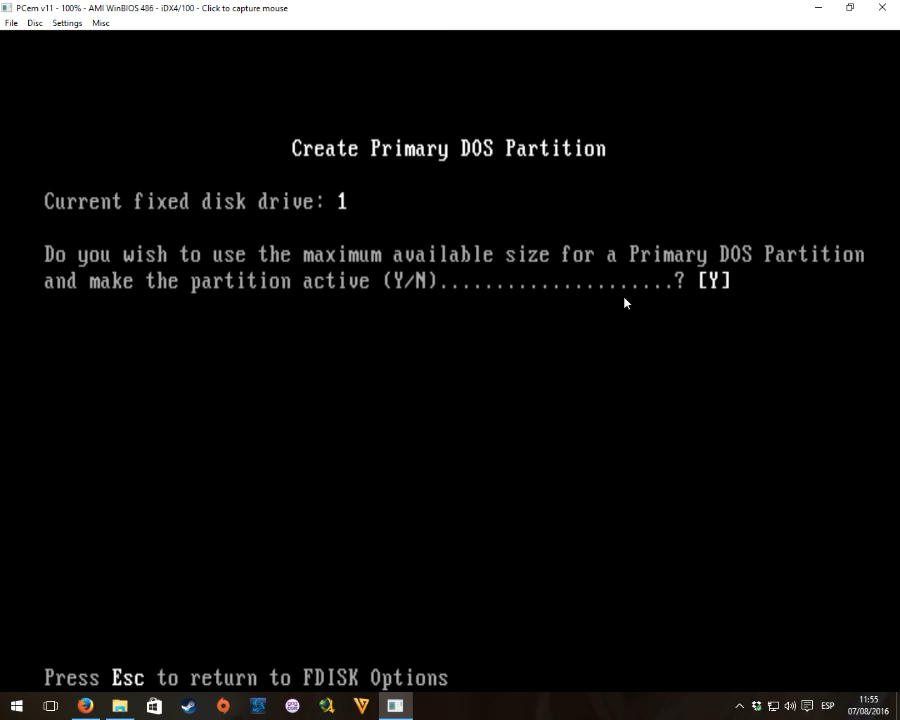 PCem v11 - 100% - AMI WinBIOS 486 - iDX4/100 - Click to capture mouse
File Disc Settings Misc
Create Primary DOS Partition
Current fixed disk drive: 1
Do you wish to use the maximum available size for a Primary DOS Partition
and make the partition active (Y/N).....................? [Y]
Press Esc to return to FDISK Options
ESP
11:55
07/08/2016